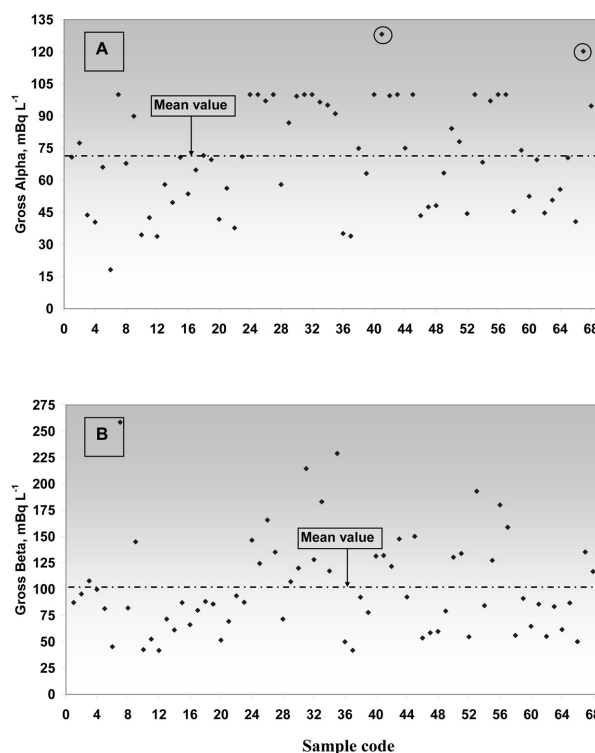 135
120
105
90
75
60
45
30
15
0
Gross Alpha, mBq L⁻¹
A
Mean value
0 4 8 12 16 20 24 28 32 36 40 44 48 52 56 60 64 68
275
250
225
200
175
150
125
100
75
50
25
0
Gross Beta, mBq L⁻¹
B
Mean value
0 4 8 12 16 20 24 28 32 36 40 44 48 52 56 60 64 68
Sample code